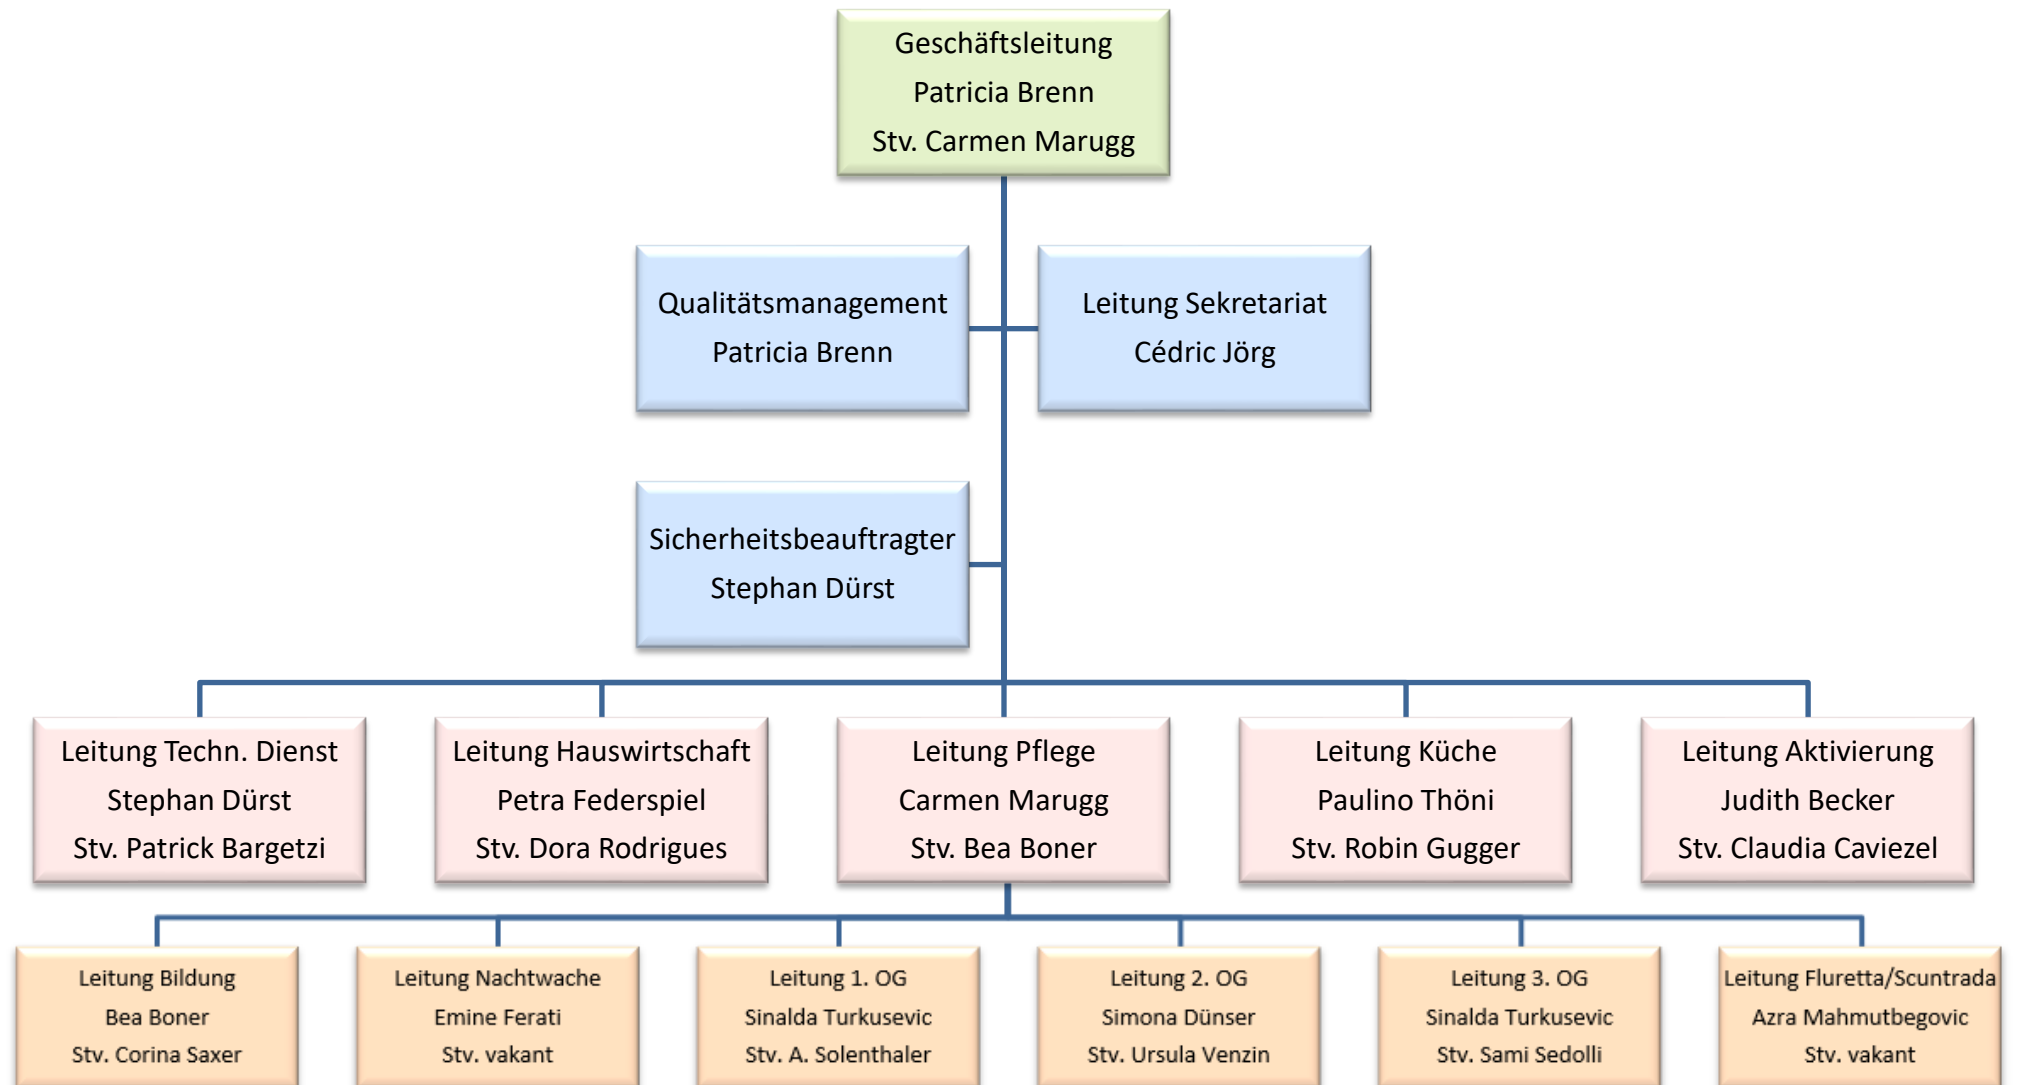 Geschäftsleitung
Patricia Brenn
Stv. Carmen Marugg
Qualitätsmanagement
Patricia Brenn
Leitung Sekretariat
Cédric Jörg
Sicherheitsbeauftragter
Stephan Dürst
Leitung Techn. Dienst
Stephan Dürst
Stv. Patrick Bargetzi
Leitung Hauswirtschaft
Petra Federspiel
Stv. Dora Rodrigues
Leitung Pflege
Carmen Marugg
Stv. Bea Boner
Leitung Küche
Paulino Thöni
Stv. Robin Gugger
Leitung Aktivierung
Judith Becker
Stv. Claudia Caviezel
Leitung Bildung
Bea Boner
Stv. Corina Saxer
Leitung Nachtwache
Emine Ferati
Stv. vakant
Leitung 1. OG
Sinalda Turkusevic
Stv. A. Solenthaler
Leitung 2. OG
Simona Dünser
Stv. Ursula Venzin
Leitung 3. OG
Sinalda Turkusevic
Stv. Sami Sedolli
Leitung Fluretta/Scuntrada
Azra Mahmutbegovic
Stv. vakant